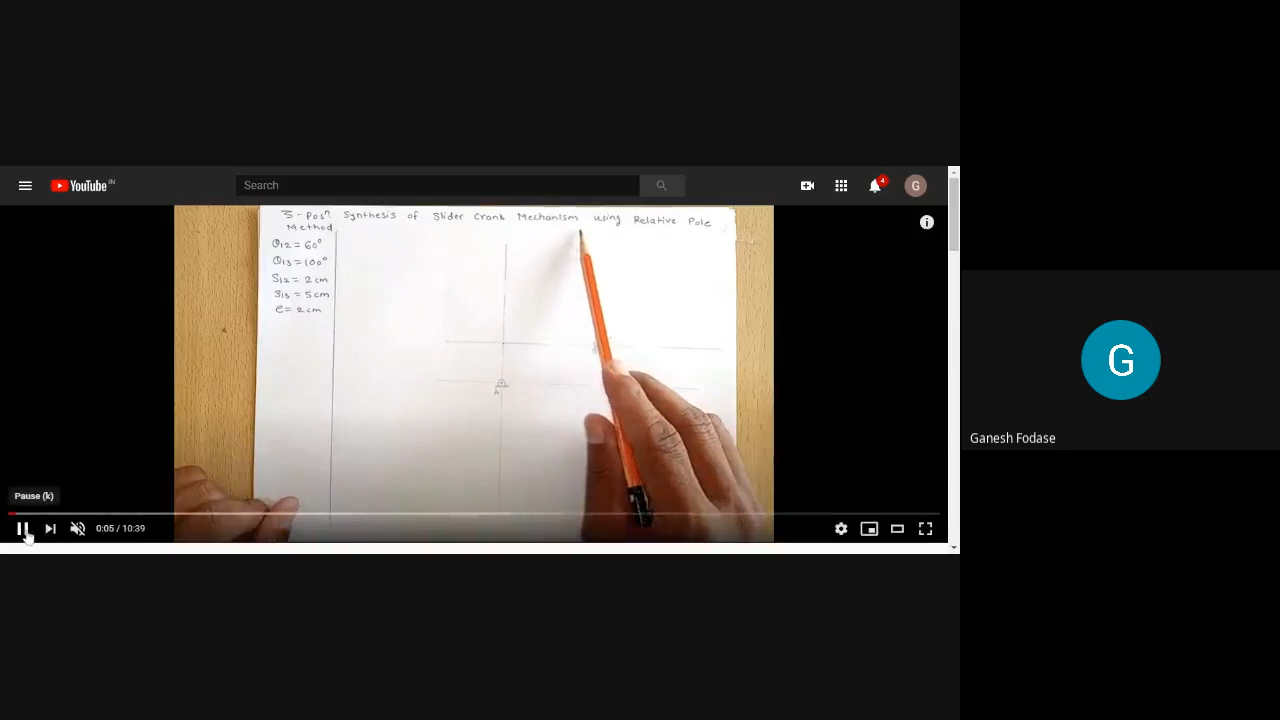 YouTube IN
Search
4
G
3-Posn Synthesis of Slider Crank Mechanism using Relative Pole
Method
θ12 = 60°
θ13 = 100°
S12 = 2 cm
S13 = 5 cm
e = 2 cm
A
Pause (k)
0:05 / 10:39
G
Ganesh Fodase